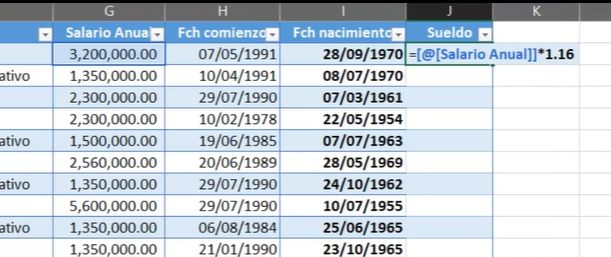 G H I J K
Salario Anual Fch comienzo Fch nacimiento Sueldo
3,200,000.00 07/05/1991 28/09/1970 =[@[Salario Anual]]*1.16
ativo 1,350,000.00 10/04/1991 08/07/1970
2,300,000.00 29/07/1990 07/03/1961
2,300,000.00 10/02/1978 22/05/1954
ativo 1,500,000.00 19/06/1985 07/07/1963
2,560,000.00 20/06/1989 28/05/1969
ativo 1,350,000.00 29/07/1990 24/10/1962
5,600,000.00 29/07/1990 10/07/1955
ativo 1,350,000.00 06/08/1984 25/06/1965
1,350,000.00 21/01/1990 23/10/1965